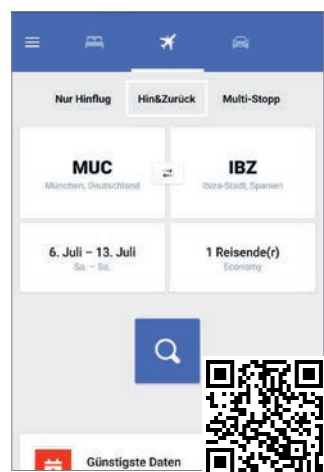 Nur Hinflug Hin&Zurück Multi-Stopp
MUC IBZ
München, Deutschland Ibiza-Stadt, Spanien
6. Juli – 13. Juli 1 Reisende(r)
Sa. – Sa. Economy
Günstigste Daten